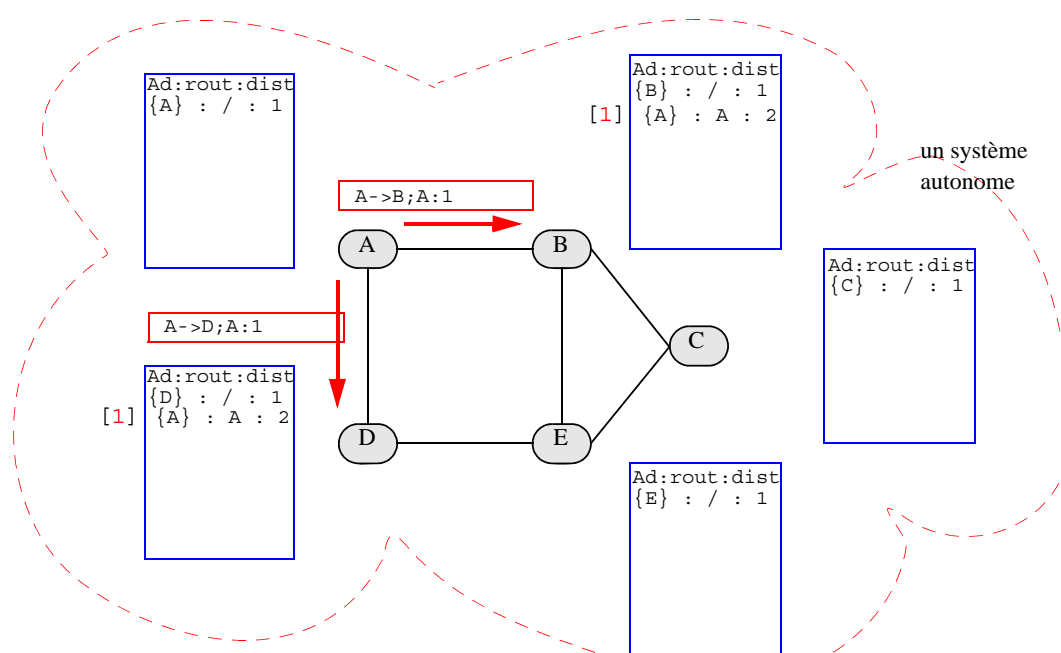 Ad:rout:dist
{A} : / : 1
Ad:rout:dist
{B} : / : 1
[1] {A} : A : 2
un système
autonome
A->B;A:1
A
B
Ad:rout:dist
{C} : / : 1
A->D;A:1
C
Ad:rout:dist
{D} : / : 1
[1] {A} : A : 2
D
E
Ad:rout:dist
{E} : / : 1